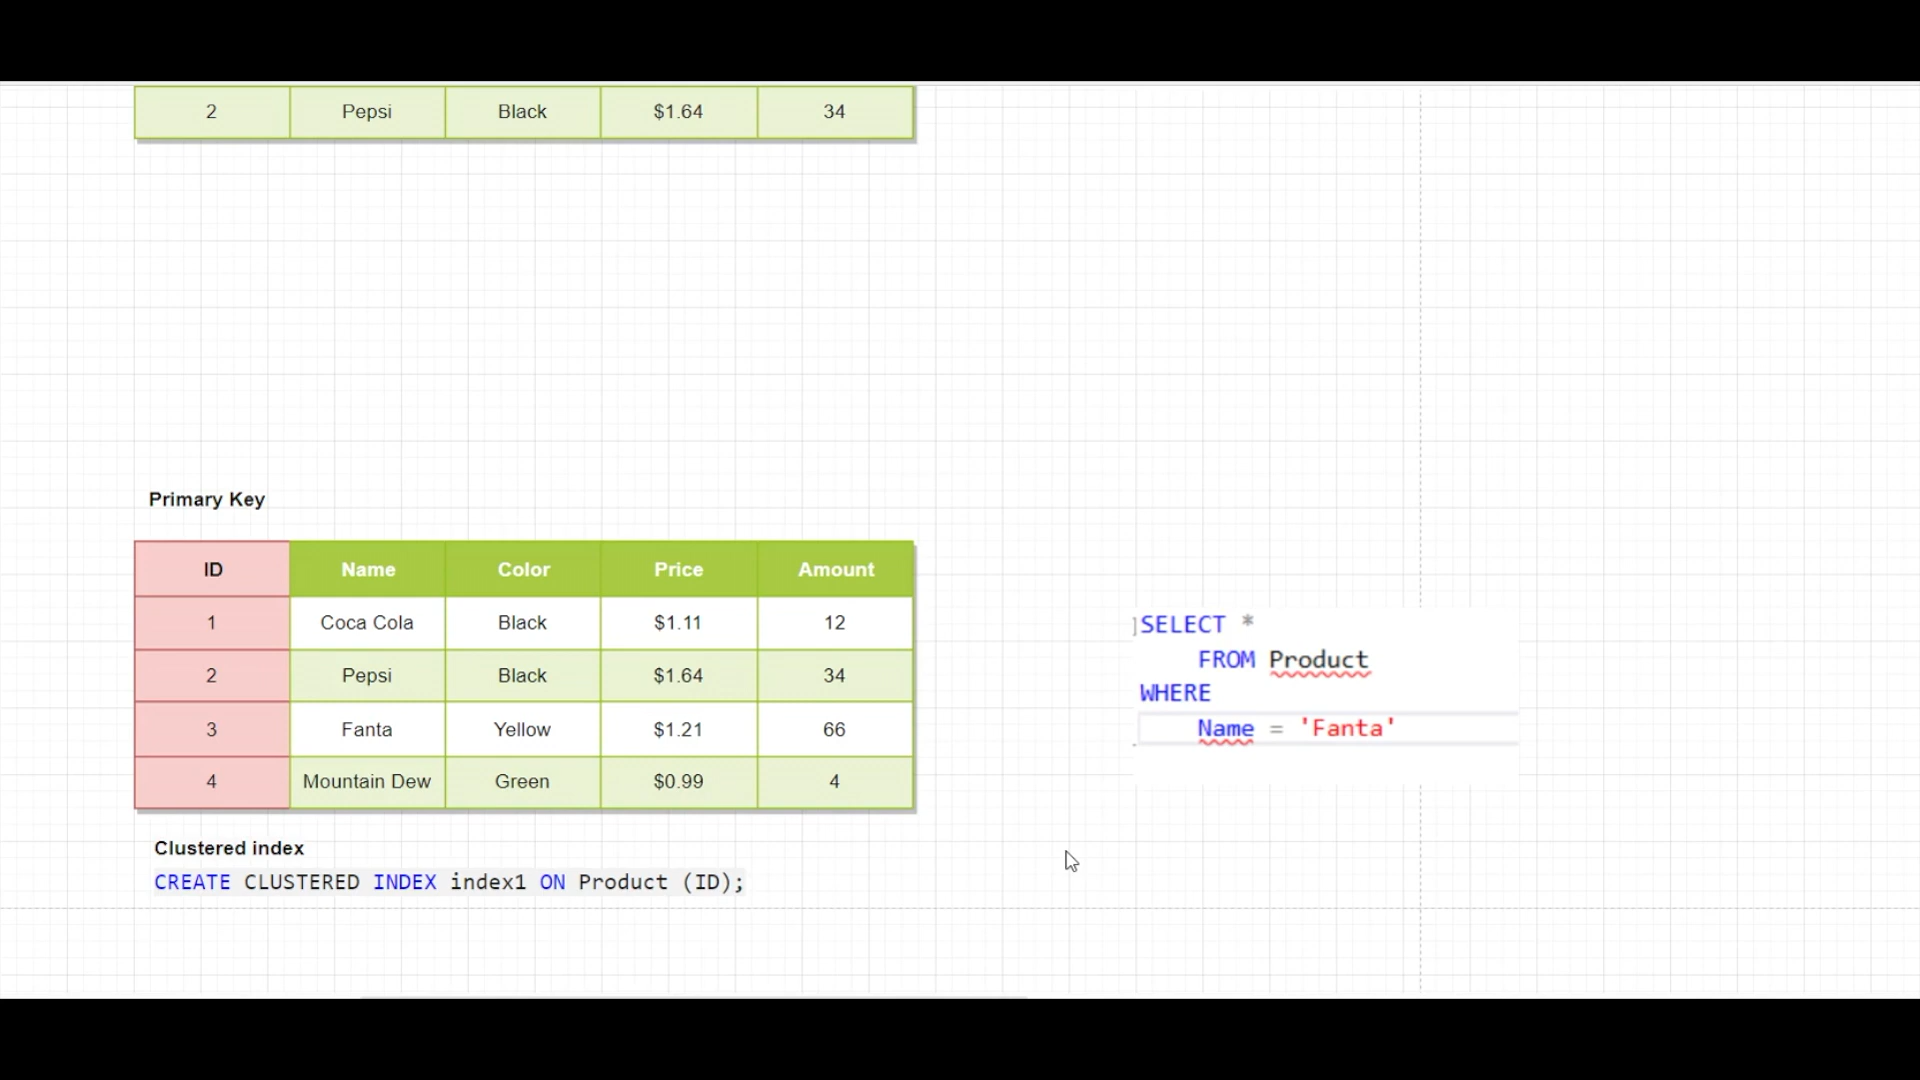 2 Pepsi Black $1.64 34
Primary Key
ID Name Color Price Amount
1 Coca Cola Black $1.11 12
2 Pepsi Black $1.64 34
3 Fanta Yellow $1.21 66
4 Mountain Dew Green $0.99 4
Clustered index
CREATE CLUSTERED INDEX index1 ON Product (ID);
SELECT *
FROM Product
WHERE
Name = 'Fanta'